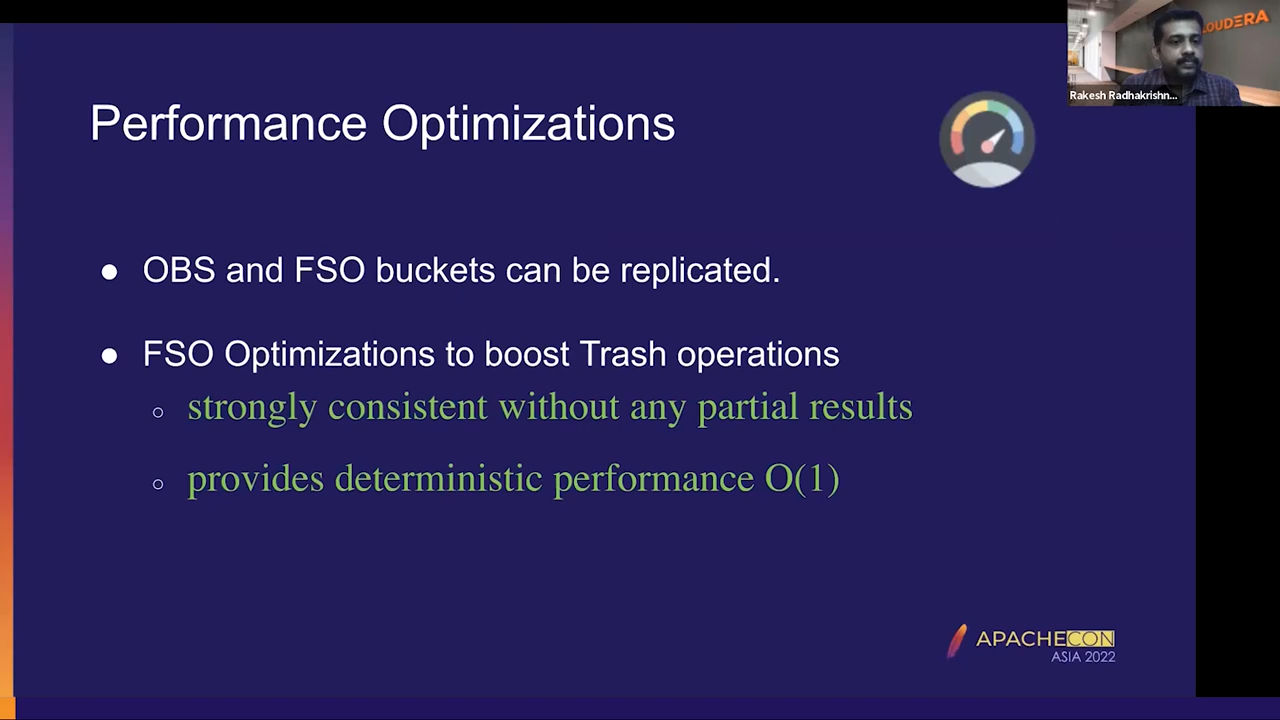 LOUDERA
Rakesh Radhakrishn...
Performance Optimizations
● OBS and FSO buckets can be replicated.
● FSO Optimizations to boost Trash operations
○ strongly consistent without any partial results
○ provides deterministic performance O(1)
APACHECON
ASIA 2022